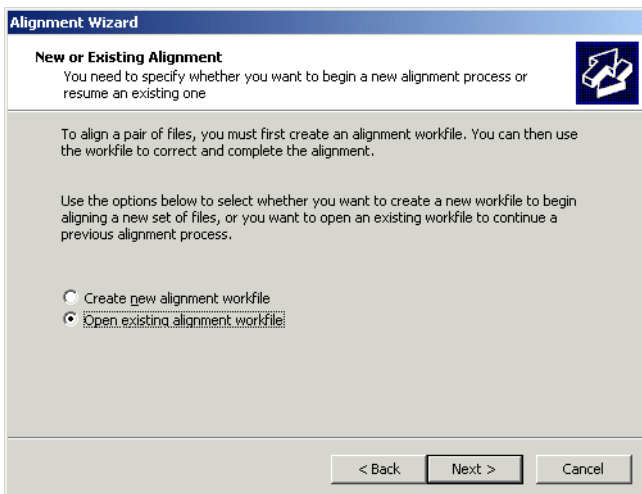 Alignment Wizard
New or Existing Alignment
You need to specify whether you want to begin a new alignment process or
resume an existing one
To align a pair of files, you must first create an alignment workfile. You can then use
the workfile to correct and complete the alignment.
Use the options below to select whether you want to create a new workfile to begin
aligning a new set of files, or you want to open an existing workfile to continue a
previous alignment process.
Create new alignment workfile
Open existing alignment workfile
< Back Next > Cancel